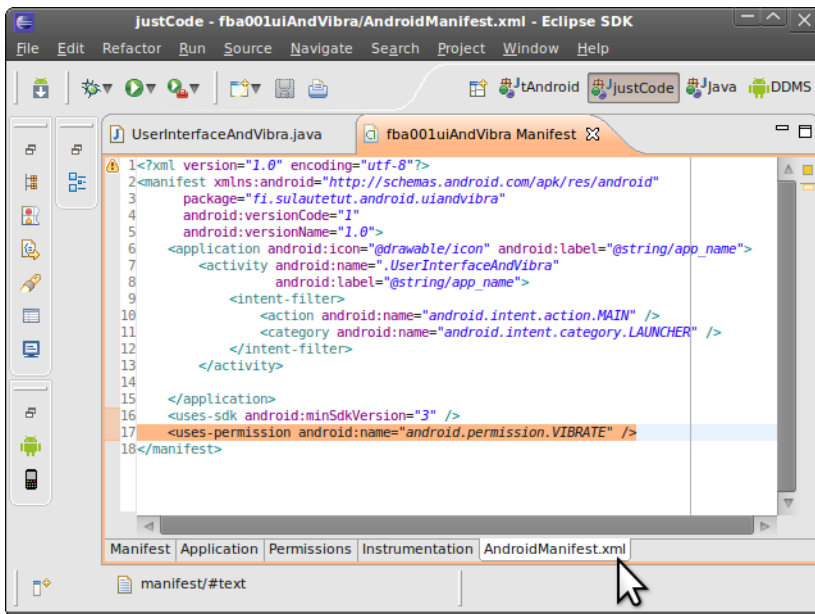 justCode - fba001uiAndVibra/AndroidManifest.xml - Eclipse SDK
File Edit Refactor Run Source Navigate Search Project Window Help
JtAndroid JjustCode JJava DDMS
UserInterfaceAndVibra.java fba001uiAndVibra Manifest
1<?xml version="1.0" encoding="utf-8"?>
2<manifest xmlns:android="http://schemas.android.com/apk/res/android"
3 package="fi.sulautetut.android.uiandvibra"
4 android:versionCode="1"
5 android:versionName="1.0">
6 <application android:icon="@drawable/icon" android:label="@string/app_name">
7 <activity android:name=".UserInterfaceAndVibra"
8 android:label="@string/app_name">
9 <intent-filter>
10 <action android:name="android.intent.action.MAIN" />
11 <category android:name="android.intent.category.LAUNCHER" />
12 </intent-filter>
13 </activity>
14
15 </application>
16 <uses-sdk android:minSdkVersion="3" />
17 <uses-permission android:name="android.permission.VIBRATE" />
18</manifest>
Manifest Application Permissions Instrumentation AndroidManifest.xml
manifest/#text